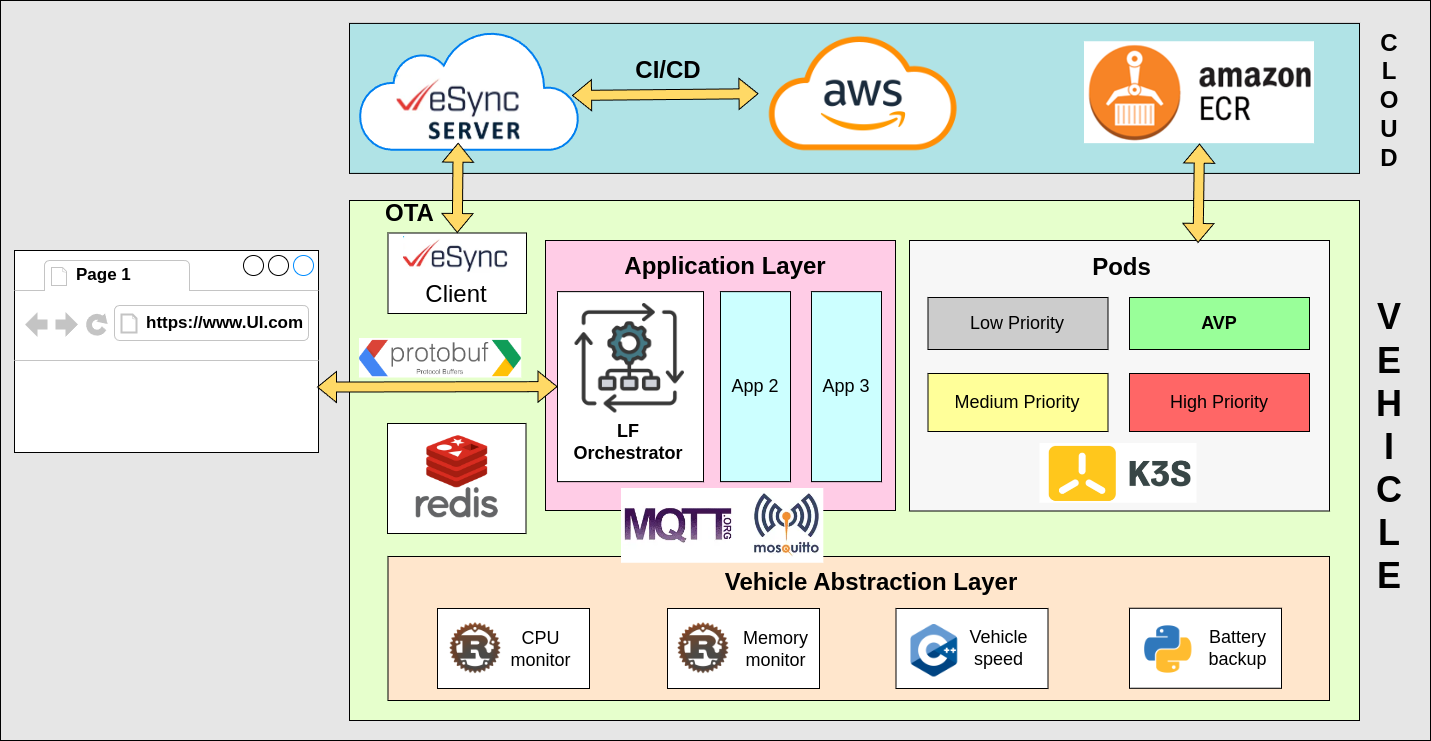 eSync
SERVER
CI/CD
aws
amazon
ECR
C
L
O
U
D
OTA
eSync
Client
Page 1
https://www.UI.com
protobuf
Protocol Buffers
redis
Application Layer
LF
Orchestrator
App 2
App 3
MQTT
.ORG
mosquitto
Pods
Low Priority
AVP
Medium Priority
High Priority
K3S
V
E
H
I
C
L
E
Vehicle Abstraction Layer
R
CPU
monitor
R
Memory
monitor
C++
Vehicle
speed
Battery
backup